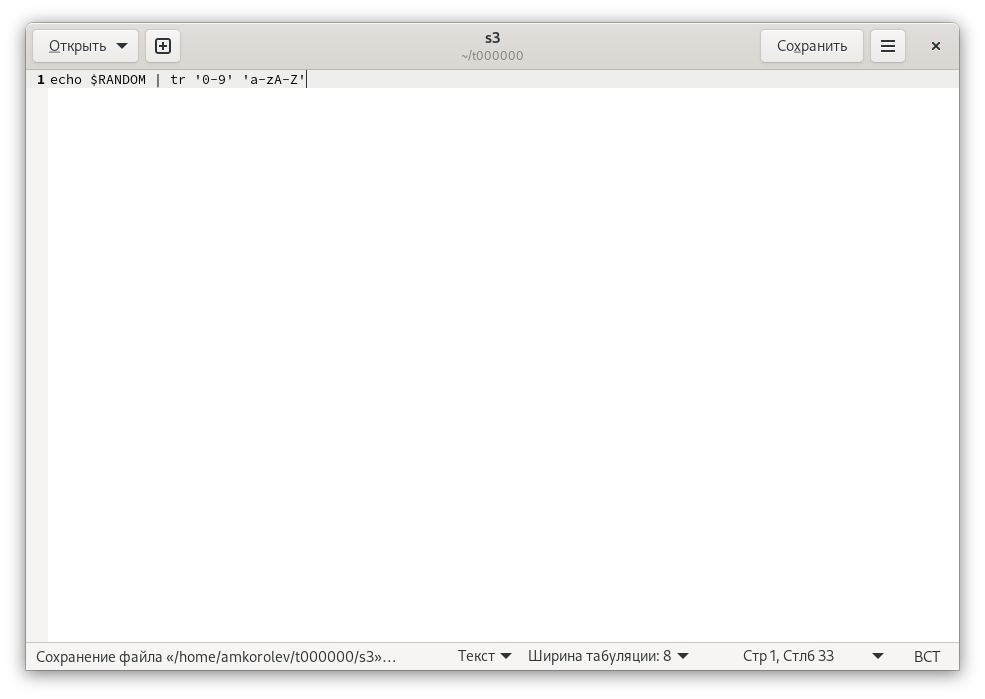 Открыть
s3
~/t000000
Сохранить
1 echo $RANDOM | tr '0-9' 'a-zA-Z'
Сохранение файла «/home/amkorolev/t000000/s3»…
Текст
Ширина табуляции: 8
Стр 1, Стлб 33
ВСТ